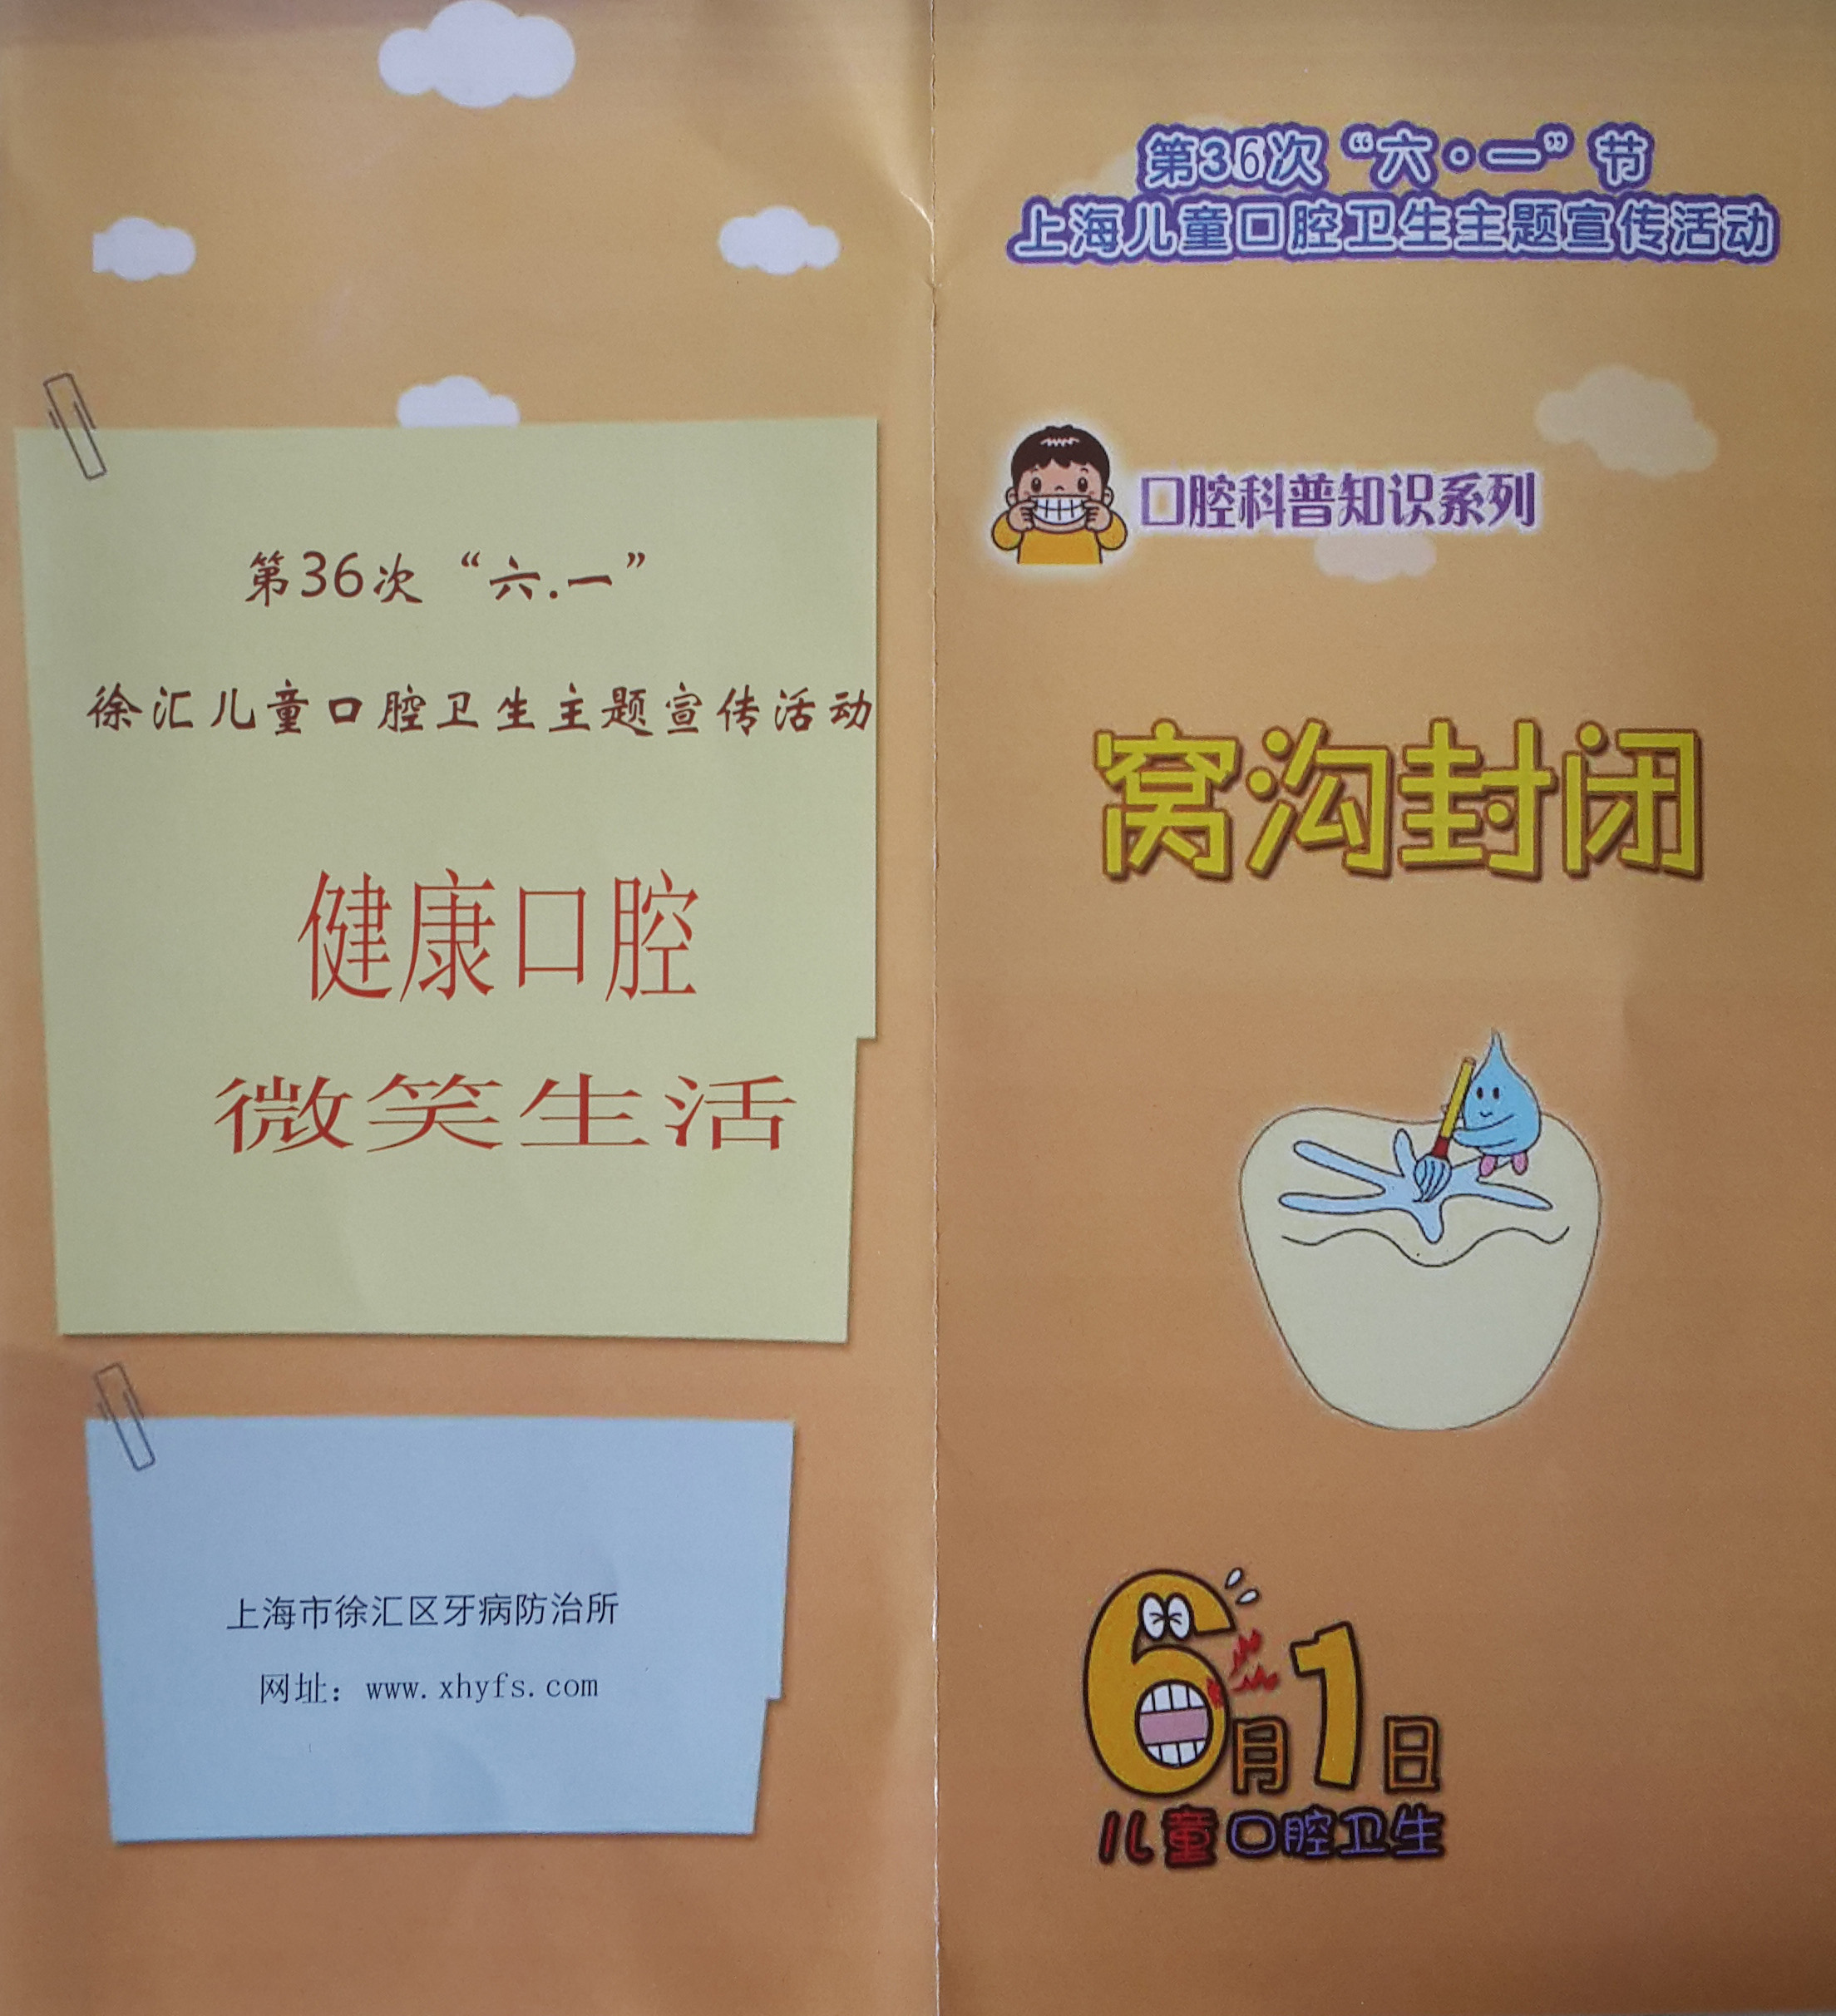 第36次“六.一”
徐汇儿童口腔卫生主题宣传活动
健康口腔
微笑生活
上海市徐汇区牙病防治所
网址：www.xhyfs.com
第36次“六·一”节
上海儿童口腔卫生主题宣传活动
口腔科普知识系列
窝沟封闭
6月1日
儿童口腔卫生